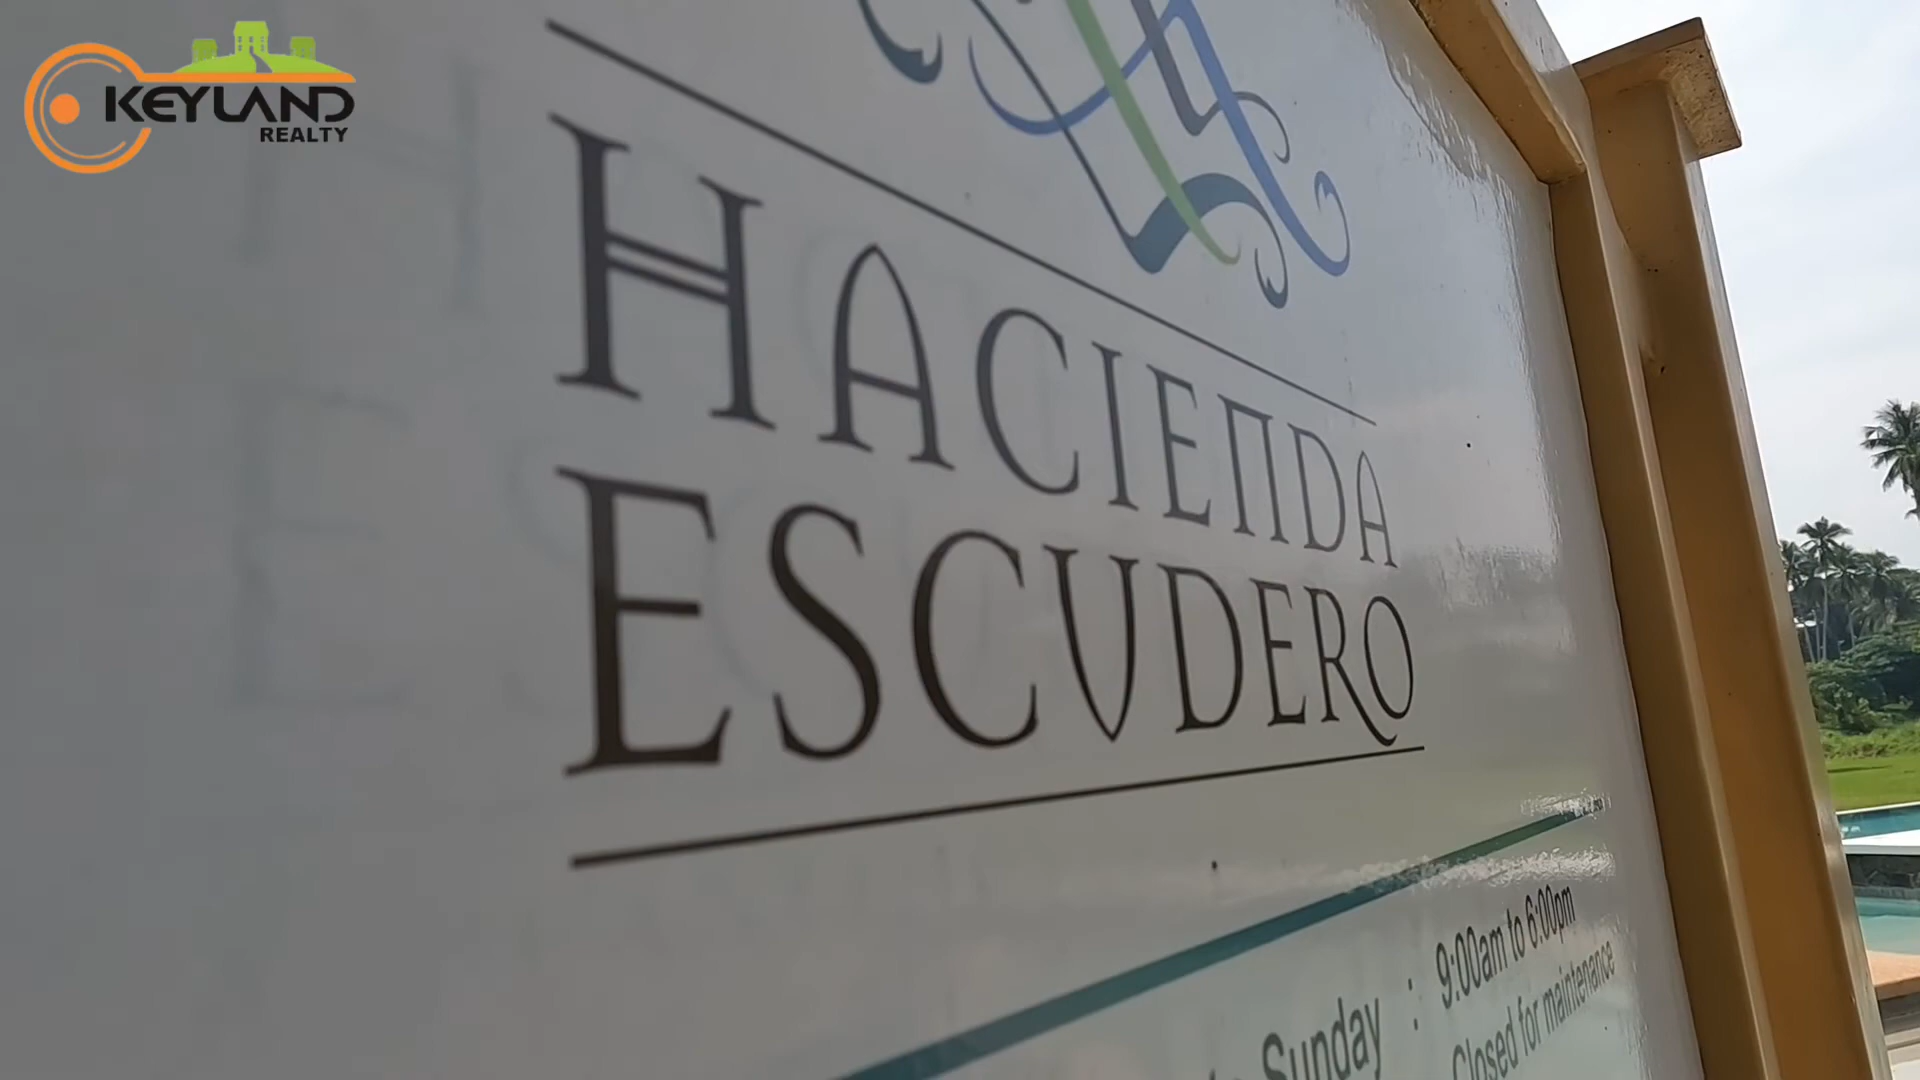 KEYLAND
REALTY
HACIENDA
ESCUDERO
Sunday : 9:00am to 6:00pm
Closed for maintenance